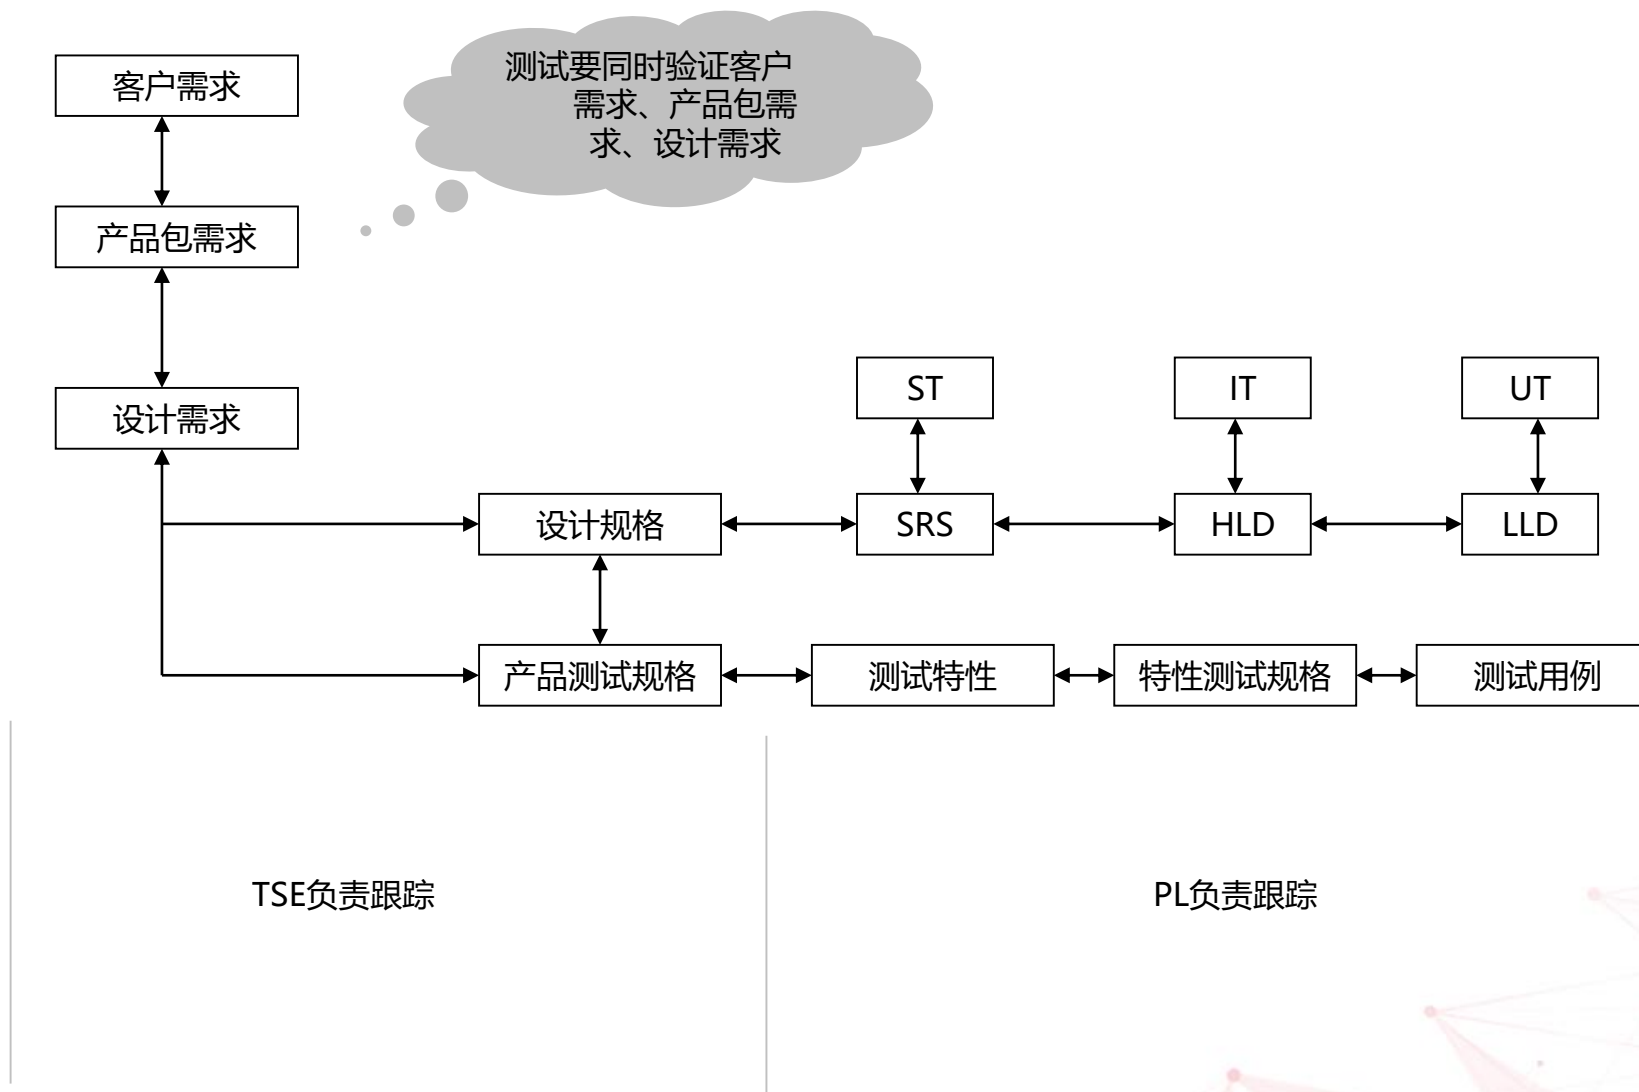 客户需求
测试要同时验证客户
需求、产品包需
求、设计需求
产品包需求
设计需求
ST
IT
UT
设计规格
SRS
HLD
LLD
产品测试规格
测试特性
特性测试规格
测试用例
TSE负责跟踪
PL负责跟踪